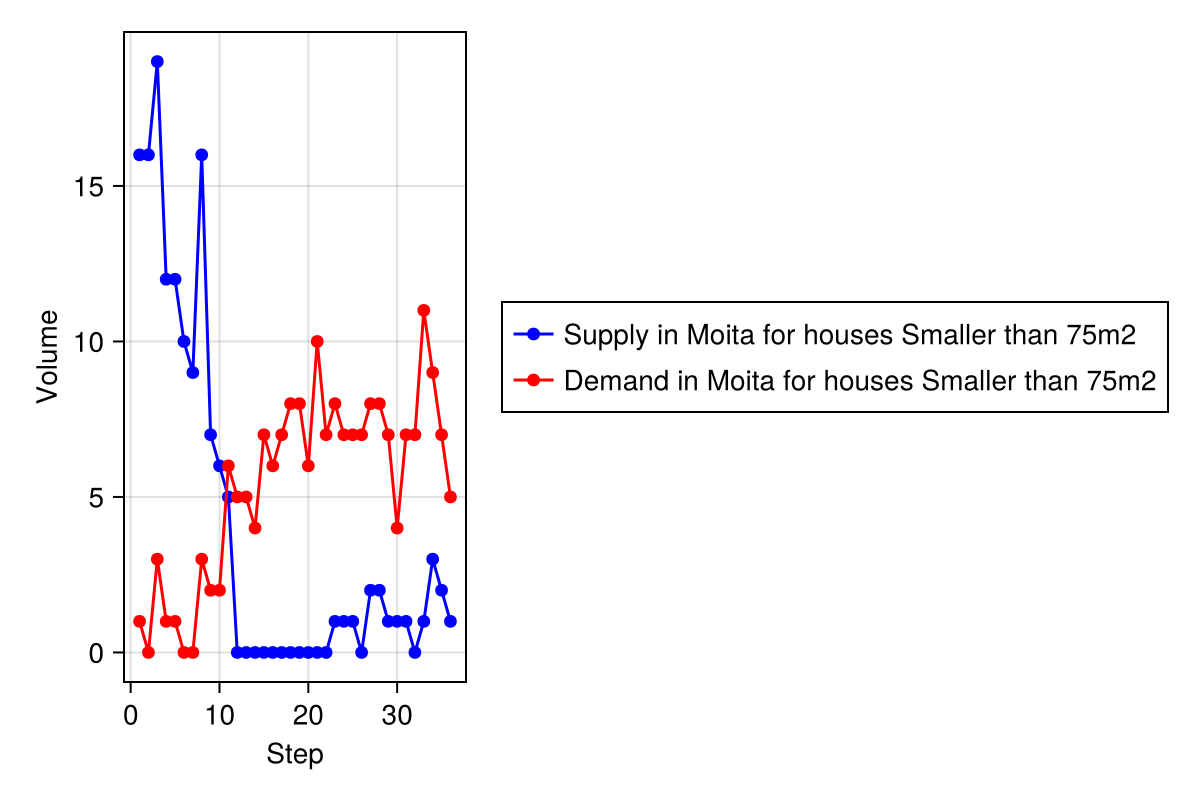 Volume
15
10
5
0
0 10 20 30
Step
Supply in Moita for houses Smaller than 75m2
Demand in Moita for houses Smaller than 75m2